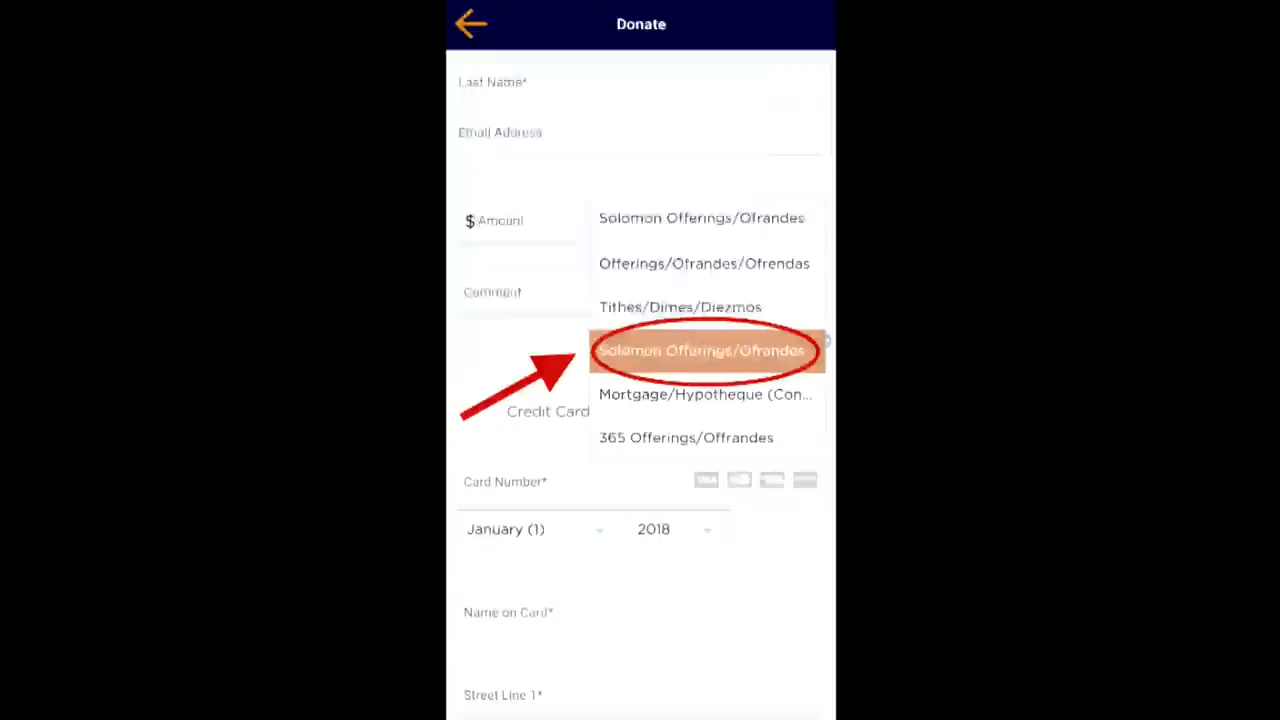 Donate
Last Name*
Email Address
$ Amount
Solomon Offerings/Ofrandes
Offerings/Ofrandes/Ofrendas
Comment
Tithes/Dimes/Diezmos
Solomon Offerings/Ofrandes
Mortgage/Hypotheque (Con...
Credit Card
365 Offerings/Offrandes
Card Number*
January (1) 2018
Name on Card*
Street Line 1*